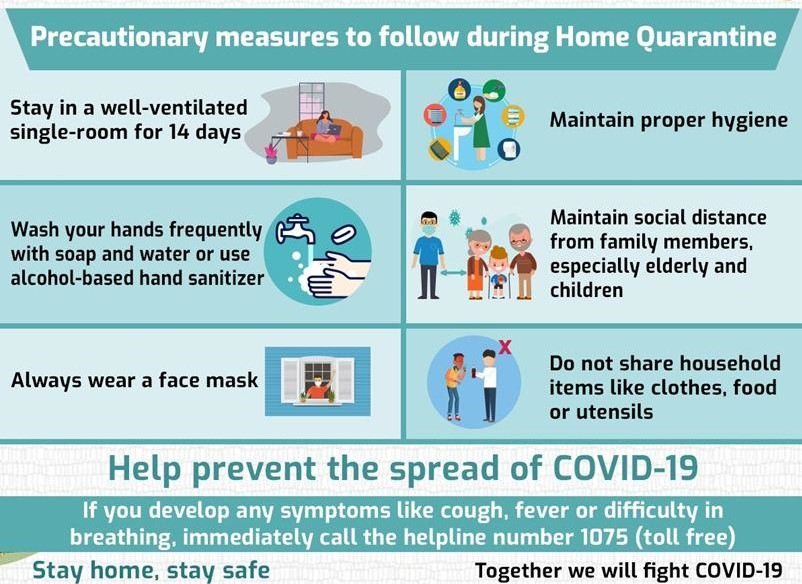 Precautionary measures to follow during Home Quarantine
Stay in a well-ventilated
single-room for 14 days
Maintain proper hygiene
Wash your hands frequently
with soap and water or use
alcohol-based hand sanitizer
Maintain social distance
from family members,
especially elderly and
children
Always wear a face mask
X
Do not share household
items like clothes, food
or utensils
Help prevent the spread of COVID-19
If you develop any symptoms like cough, fever or difficulty in
breathing, immediately call the helpline number 1075 (toll free)
Stay home, stay safe
Together we will fight COVID-19